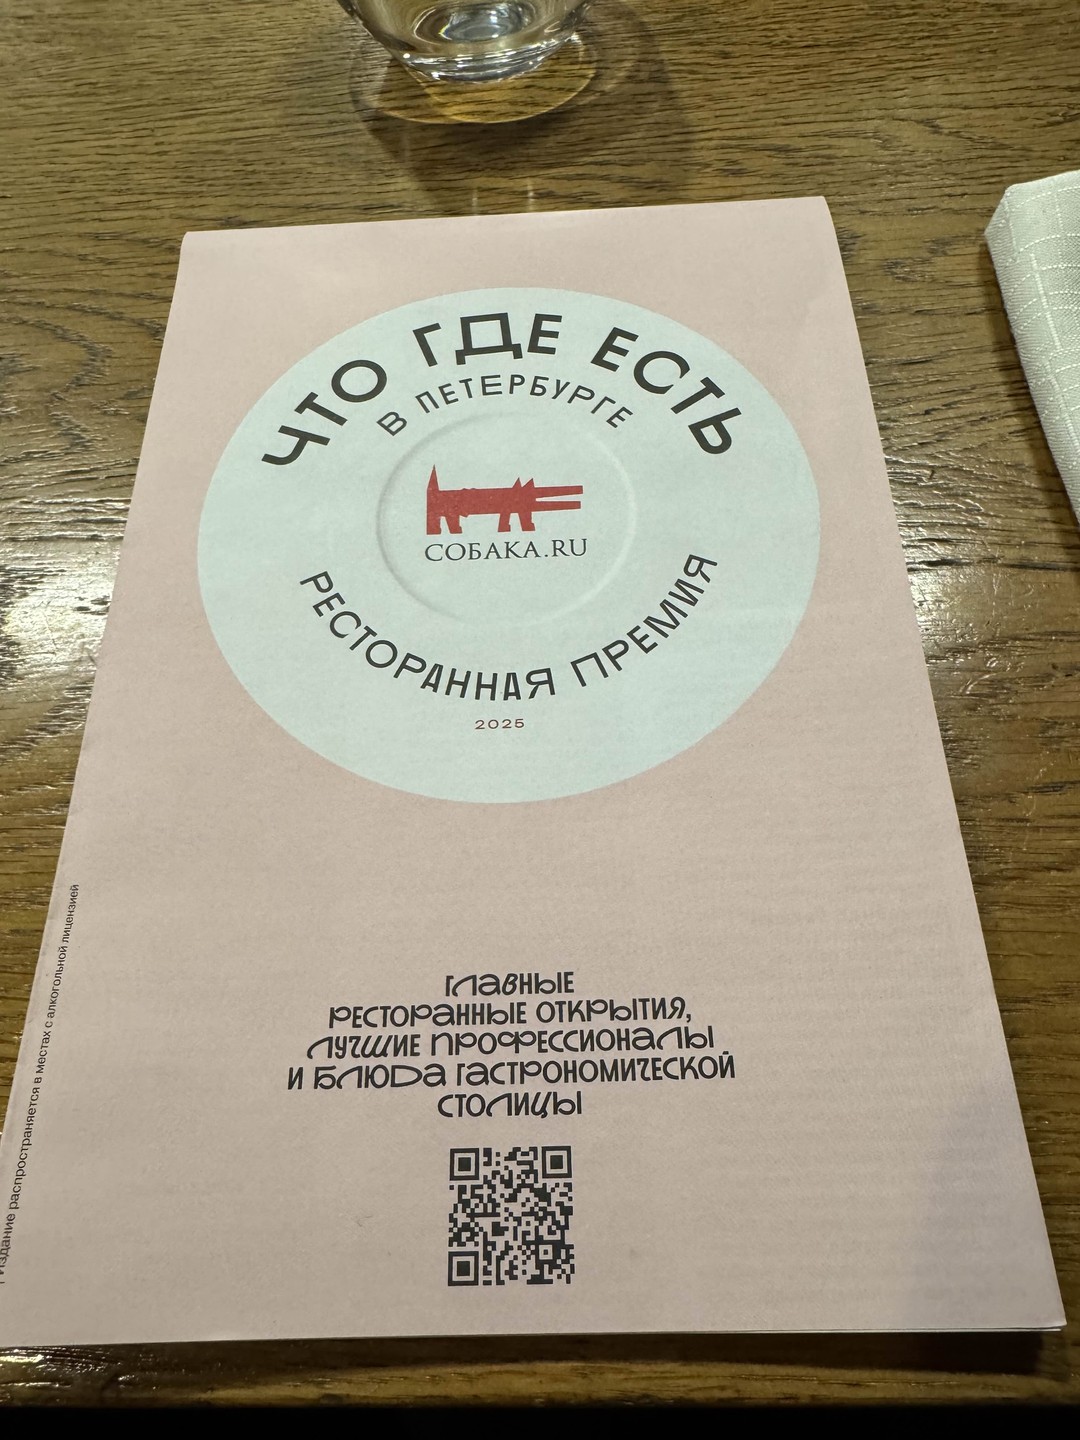 ЧТО ГДЕ ЕСТЬ
В ПЕТЕРБУРГЕ
СОБАКА.RU
РЕСТОРАННАЯ ПРЕМИЯ
2025
ГЛАВНЫЕ
РЕСТОРАННЫЕ ОТКРЫТИЯ,
ЛУЧШИЕ ПРОФЕССИОНАЛЫ
И БЛЮДА ГАСТРОНОМИЧЕСКОЙ
СТОЛИЦЫ
Издание распространяется в местах с алкогольной лицензией